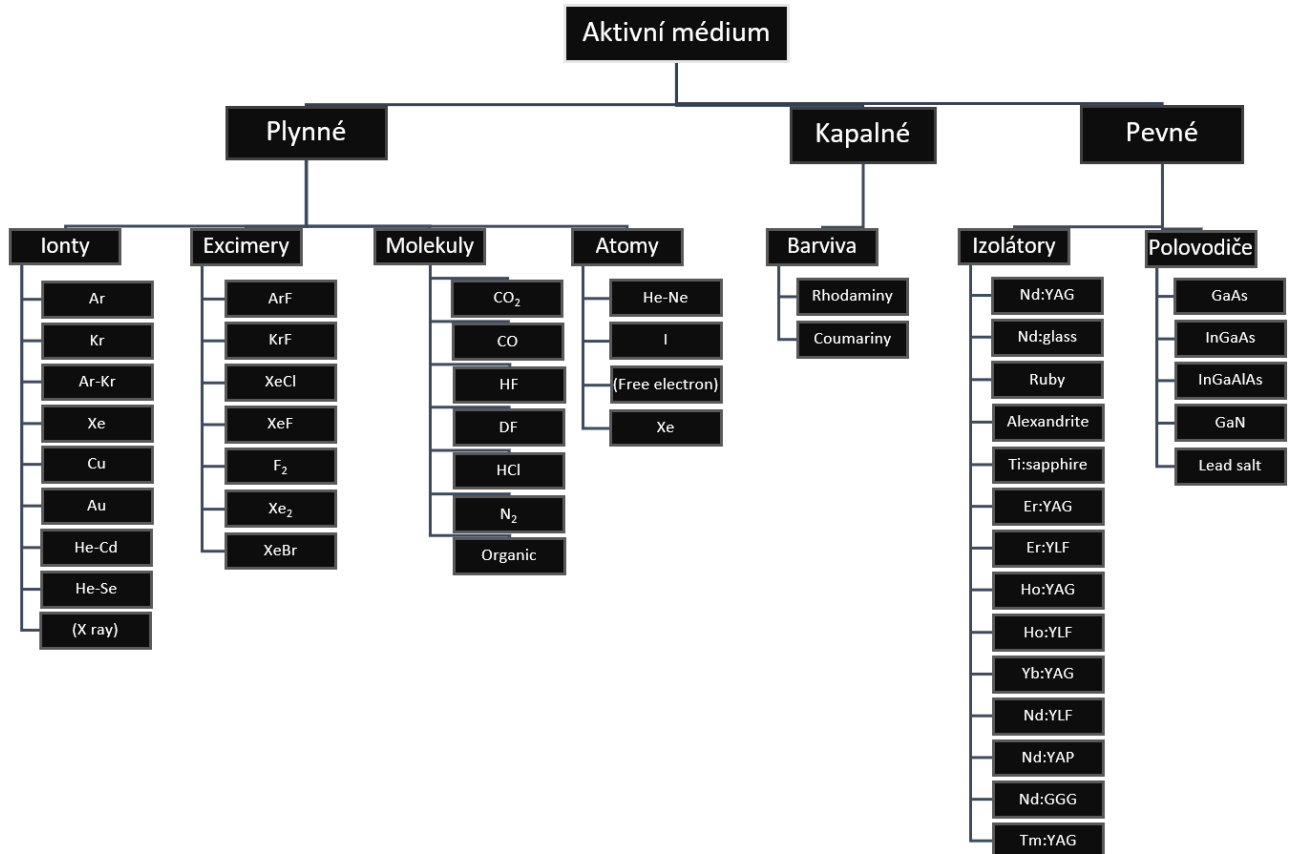 Aktivní médium
Plynné
Kapalné
Pevné
Ionty
Excimery
Molekuly
Atomy
Barviva
Izolátory
Polovodiče
Ar
Kr
Ar-Kr
Xe
Cu
Au
He-Cd
He-Se
(X ray)
ArF
KrF
XeCl
XeF
F₂
Xe₂
XeBr
CO₂
CO
HF
DF
HCl
N₂
Organic
He-Ne
I
(Free electron)
Xe
Rhodaminy
Coumariny
Nd:YAG
Nd:glass
Ruby
Alexandrite
Ti:sapphire
Er:YAG
Er:YLF
Ho:YAG
Ho:YLF
Yb:YAG
Nd:YLF
Nd:YAP
Nd:GGG
Tm:YAG
GaAs
InGaAs
InGaAlAs
GaN
Lead salt